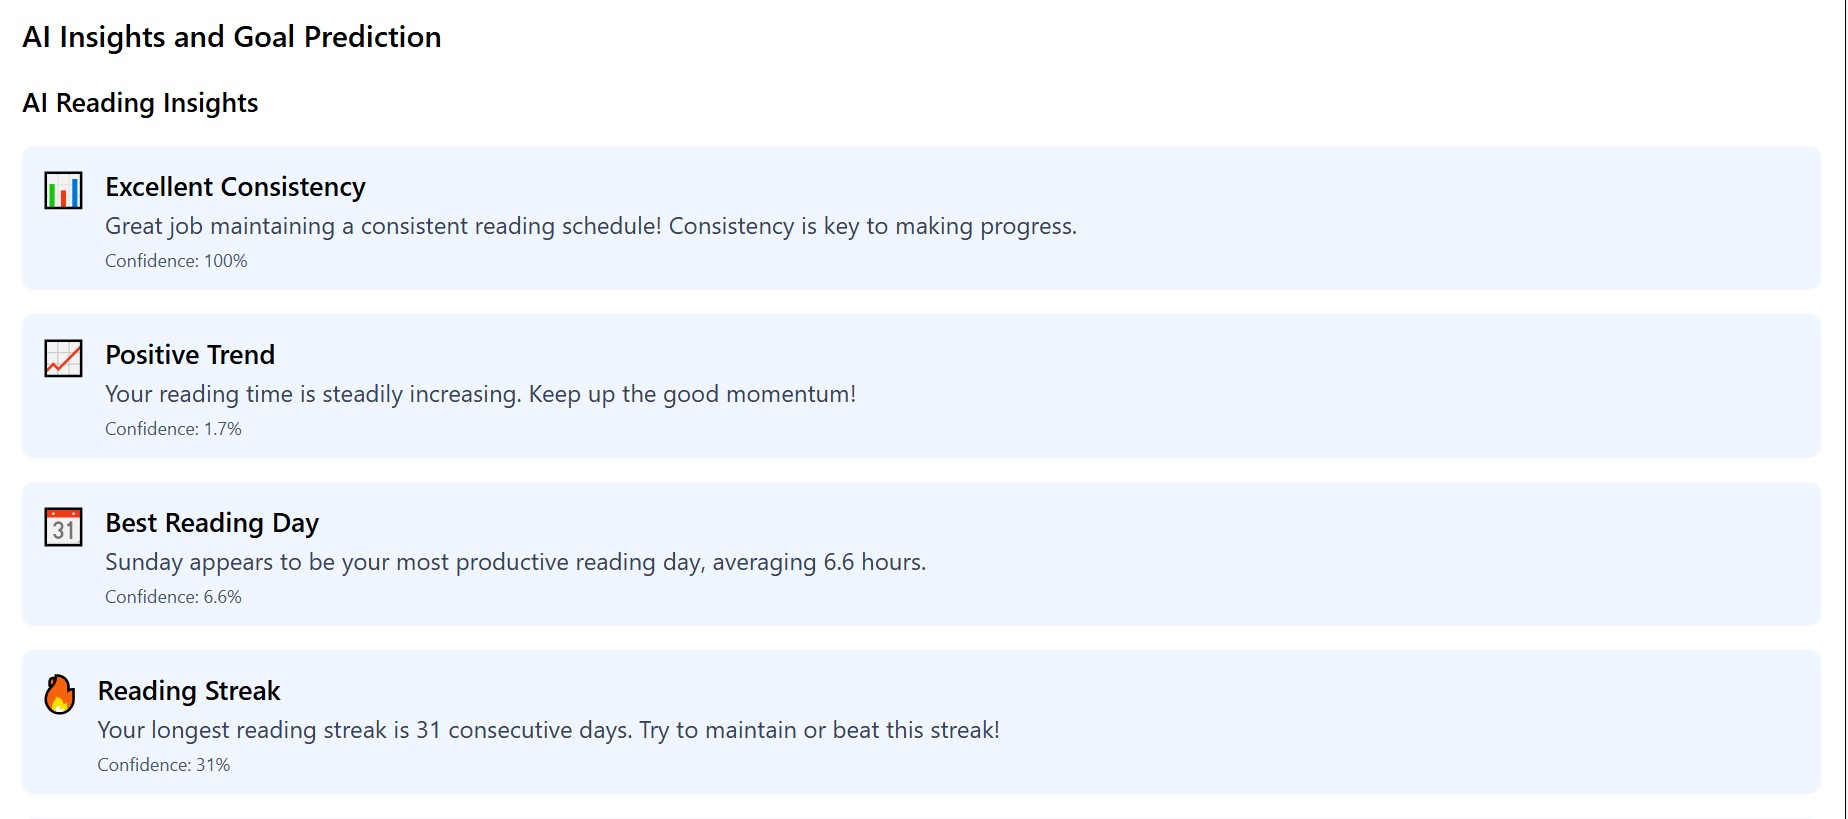 AI Insights and Goal Prediction
AI Reading Insights
Excellent Consistency
Great job maintaining a consistent reading schedule! Consistency is key to making progress.
Confidence: 100%
Positive Trend
Your reading time is steadily increasing. Keep up the good momentum!
Confidence: 1.7%
31
Best Reading Day
Sunday appears to be your most productive reading day, averaging 6.6 hours.
Confidence: 6.6%
Reading Streak
Your longest reading streak is 31 consecutive days. Try to maintain or beat this streak!
Confidence: 31%